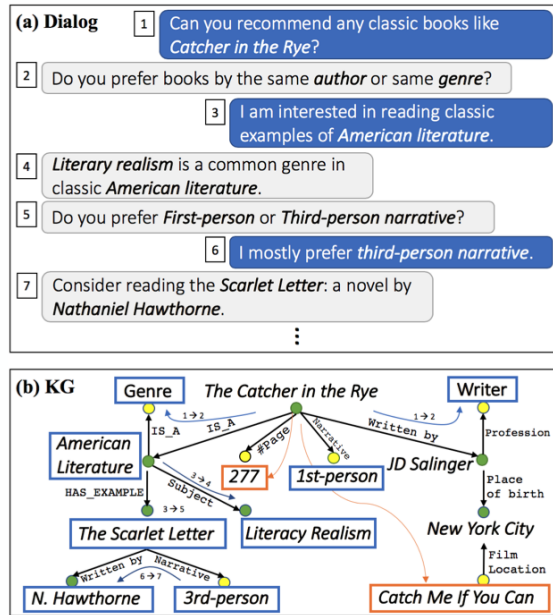 (a) Dialog
1
Can you recommend any classic books like
Catcher in the Rye?
2
Do you prefer books by the same author or same genre?
3
I am interested in reading classic
examples of American literature.
4
Literary realism is a common genre in
classic American literature.
5
Do you prefer First-person or Third-person narrative?
6
I mostly prefer third-person narrative.
7
Consider reading the Scarlet Letter: a novel by
Nathaniel Hawthorne.
(b) KG
Genre
The Catcher in the Rye
Writer
1→2
1→2
IS_A
IS_A
#Page
Narrative
Written by
Profession
American
Literature
3→4
Subject
277
1st-person
JD Salinger
HAS_EXAMPLE
3→5
Place
of birth
The Scarlet Letter
Literacy Realism
New York City
Written by
Narrative
6→7
Film
Location
N. Hawthorne
3rd-person
Catch Me If You Can